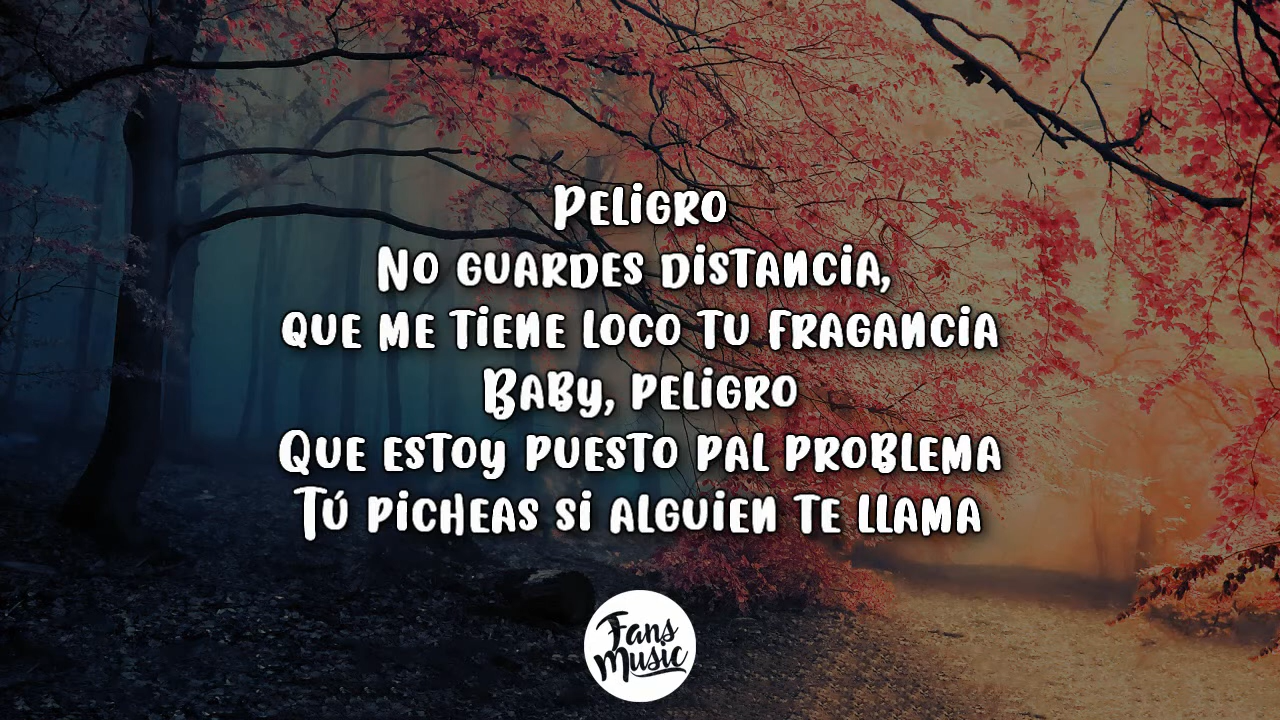 Peligro
No guardes distancia,
que me tiene loco tu fragancia
Baby, peligro
Que estoy puesto pal problema
Tú picheas si alguien te llama
Fans
Music